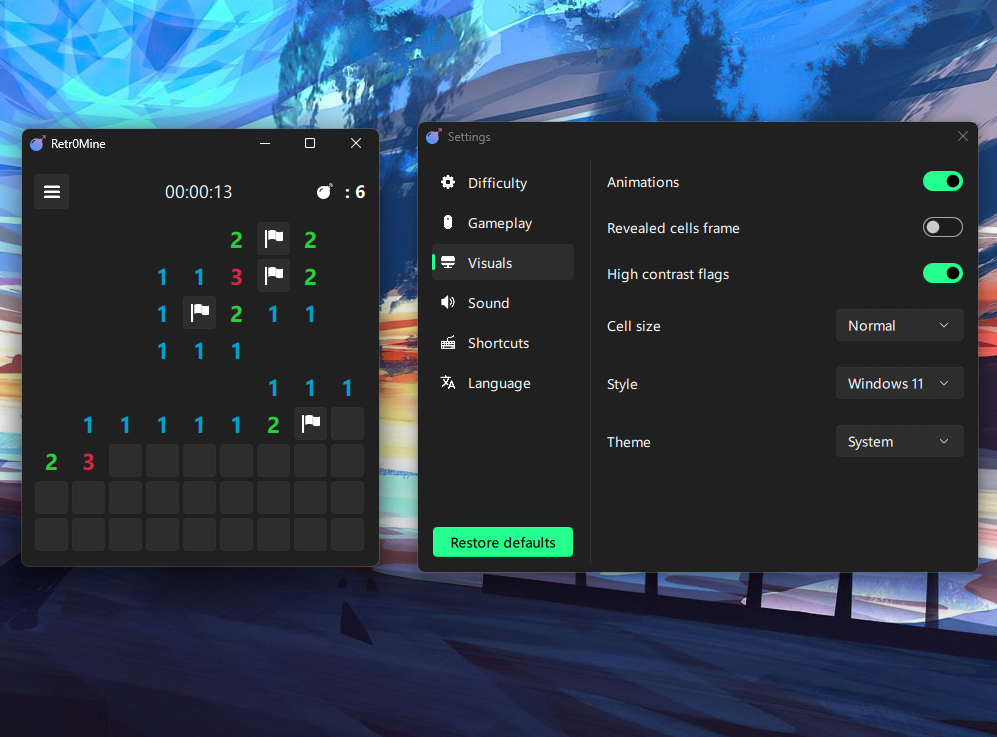 Retr0Mine
00:00:13
: 6
2 2
1 1 3 2
1 2 1 1
1 1 1
1 1 1
1 1 1 1 1 2
2 3
Settings
Difficulty
Gameplay
Visuals
Sound
Shortcuts
Language
Restore defaults
Animations
Revealed cells frame
High contrast flags
Cell size
Normal
Style
Windows 11
Theme
System